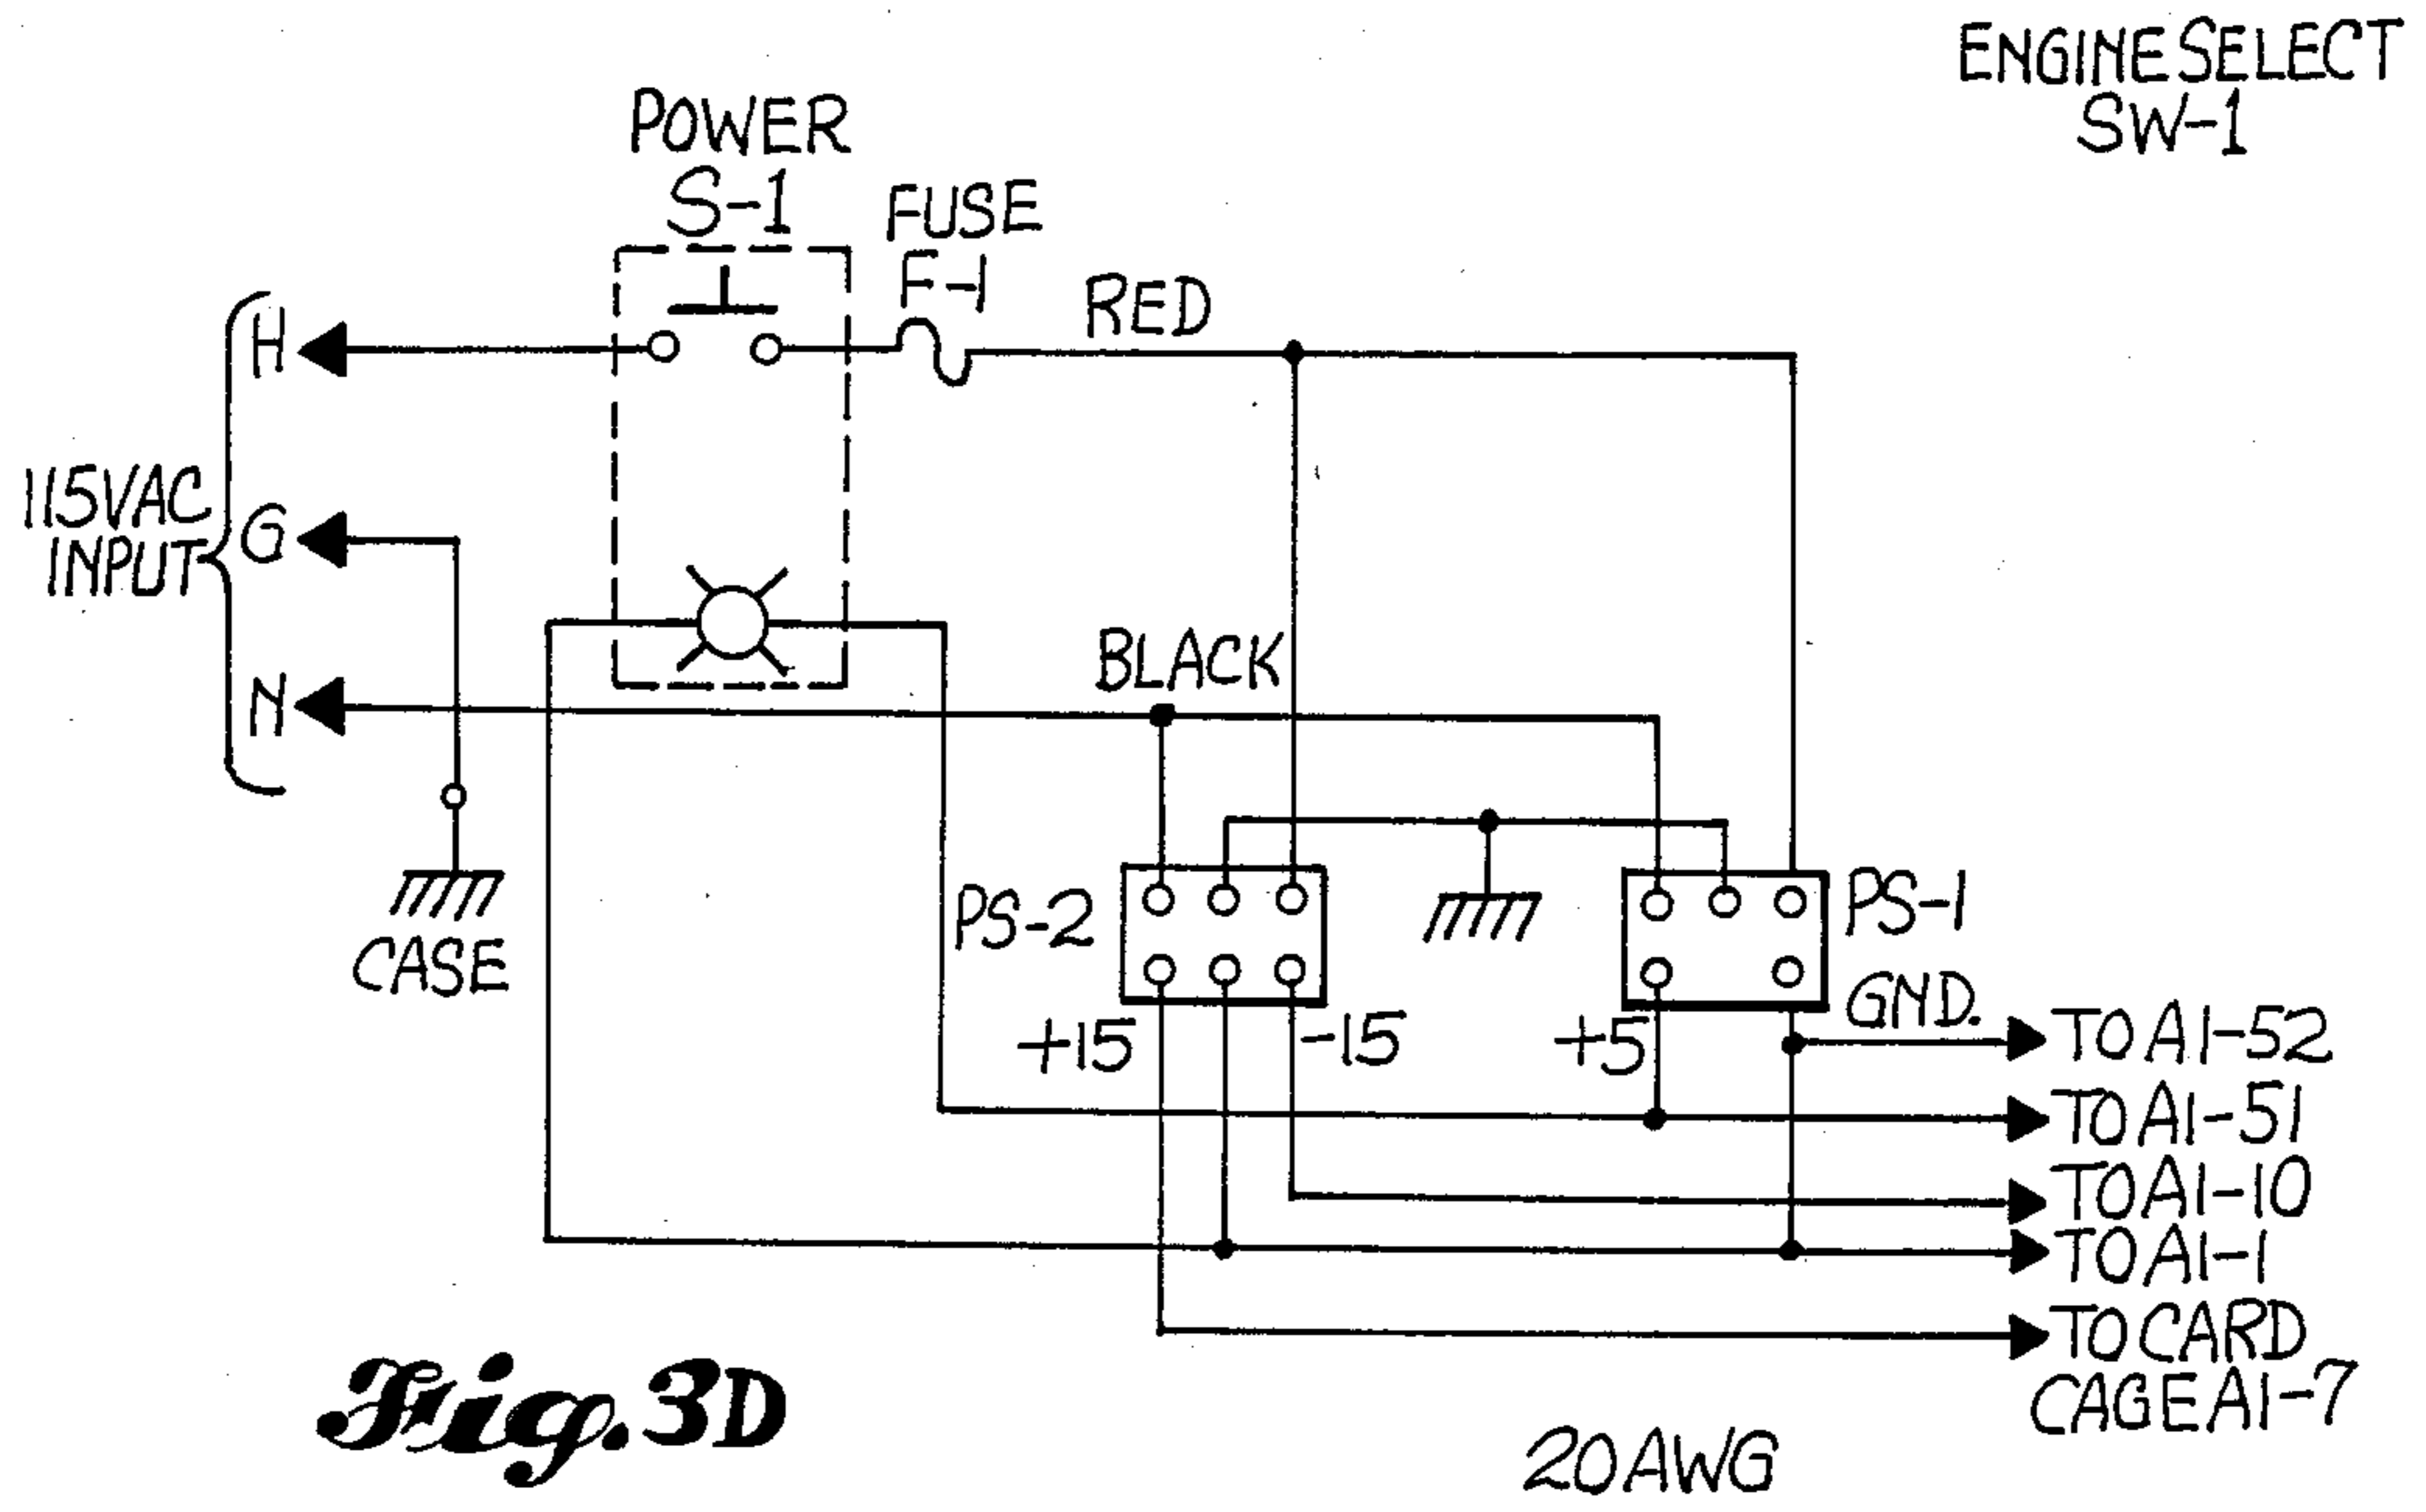 ENGINE SELECT
SW-1
POWER
S-1
FUSE
F-1
RED
H
115VAC
INPUT
G
N
BLACK
CASE
PS-2
PS-1
+15
-15
+5
GND.
TO A1-52
TO A1-51
TO A1-10
TO A1-1
TO CARD
CAGE A1-7
Fig. 3D
20 AWG